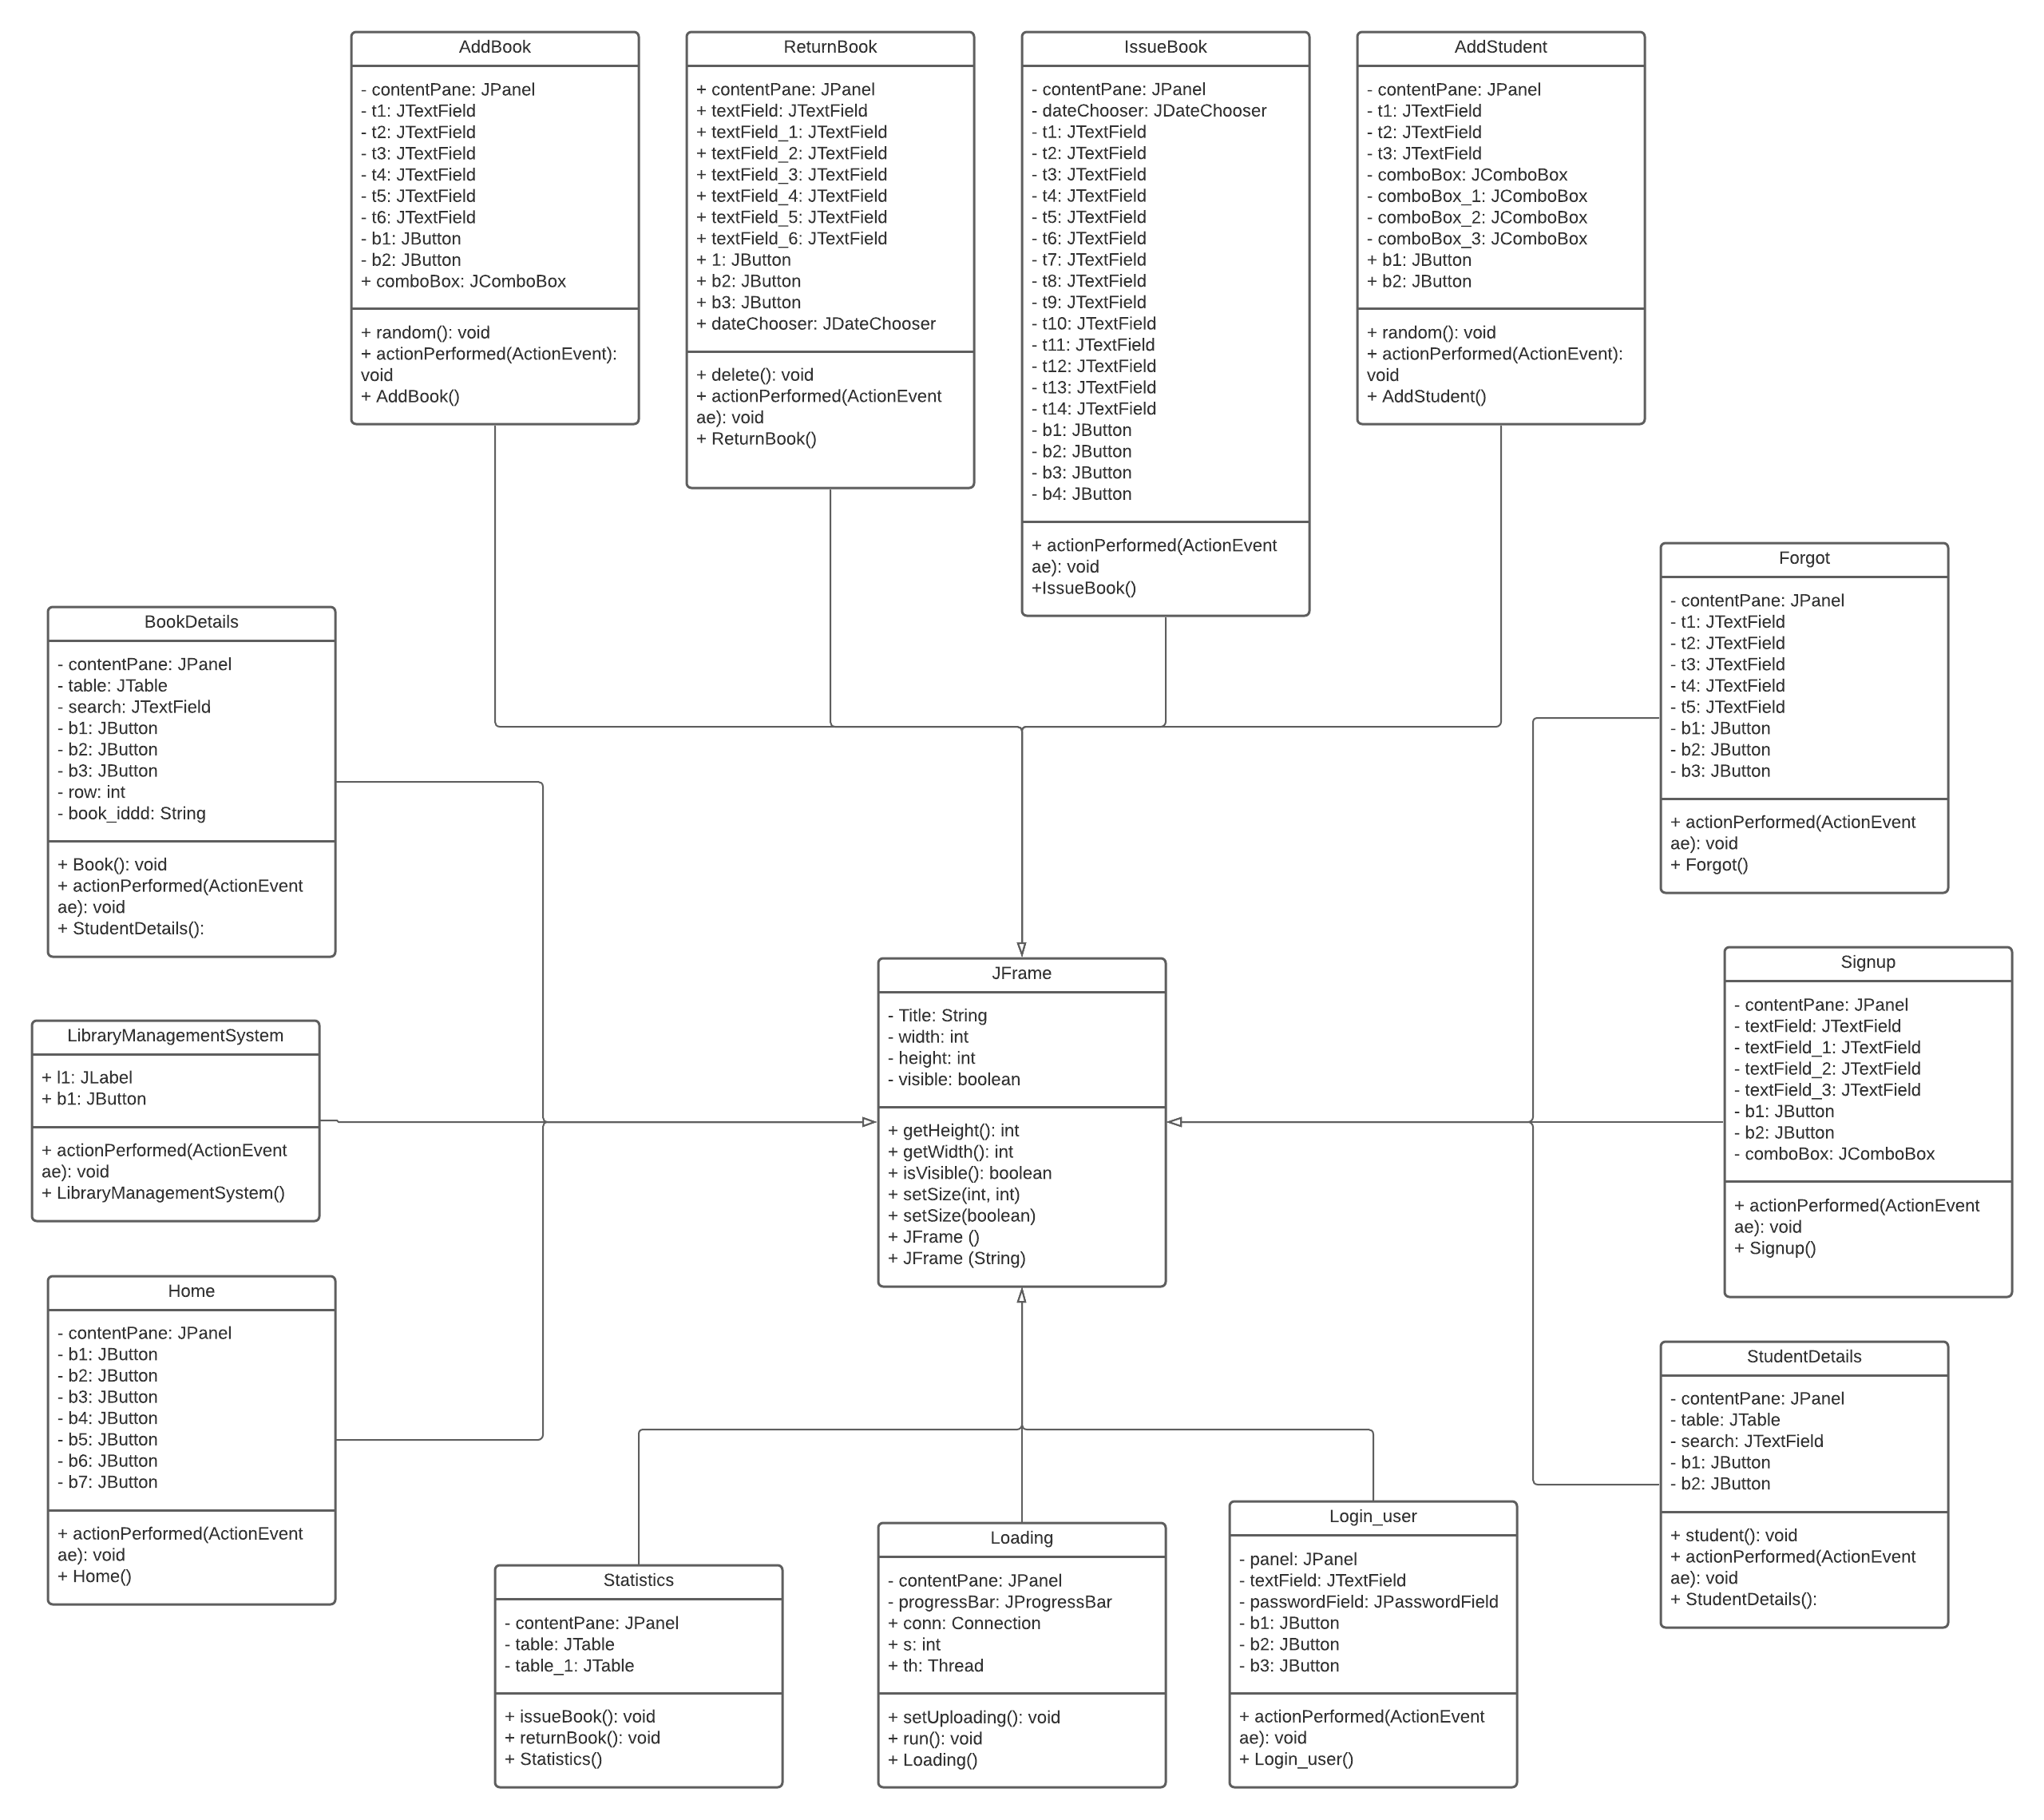 AddBook
- contentPane: JPanel
- t1: JTextField
- t2: JTextField
- t3: JTextField
- t4: JTextField
- t5: JTextField
- t6: JTextField
- b1: JButton
- b2: JButton
+ comboBox: JComboBox
+ random(): void
+ actionPerformed(ActionEvent):
void
+ AddBook()
ReturnBook
+ contentPane: JPanel
+ textField: JTextField
+ textField_1: JTextField
+ textField_2: JTextField
+ textField_3: JTextField
+ textField_4: JTextField
+ textField_5: JTextField
+ textField_6: JTextField
+ 1: JButton
+ b2: JButton
+ b3: JButton
+ dateChooser: JDateChooser
+ delete(): void
+ actionPerformed(ActionEvent
ae): void
+ ReturnBook()
IssueBook
- contentPane: JPanel
- dateChooser: JDateChooser
- t1: JTextField
- t2: JTextField
- t3: JTextField
- t4: JTextField
- t5: JTextField
- t6: JTextField
- t7: JTextField
- t8: JTextField
- t9: JTextField
- t10: JTextField
- t11: JTextField
- t12: JTextField
- t13: JTextField
- t14: JTextField
- b1: JButton
- b2: JButton
- b3: JButton
- b4: JButton
+ actionPerformed(ActionEvent
ae): void
+IssueBook()
AddStudent
- contentPane: JPanel
- t1: JTextField
- t2: JTextField
- t3: JTextField
- comboBox: JComboBox
- comboBox_1: JComboBox
- comboBox_2: JComboBox
- comboBox_3: JComboBox
+ b1: JButton
+ b2: JButton
+ random(): void
+ actionPerformed(ActionEvent):
void
+ AddStudent()
Forgot
- contentPane: JPanel
- t1: JTextField
- t2: JTextField
- t3: JTextField
- t4: JTextField
- t5: JTextField
- b1: JButton
- b2: JButton
- b3: JButton
+ actionPerformed(ActionEvent
ae): void
+ Forgot()
BookDetails
- contentPane: JPanel
- table: JTable
- search: JTextField
- b1: JButton
- b2: JButton
- b3: JButton
- row: int
- book_iddd: String
+ Book(): void
+ actionPerformed(ActionEvent
ae): void
+ StudentDetails():
JFrame
- Title: String
- width: int
- height: int
- visible: boolean
+ getHeight(): int
+ getWidth(): int
+ isVisible(): boolean
+ setSize(int, int)
+ setSize(boolean)
+ JFrame ()
+ JFrame (String)
Signup
- contentPane: JPanel
- textField: JTextField
- textField_1: JTextField
- textField_2: JTextField
- textField_3: JTextField
- b1: JButton
- b2: JButton
- comboBox: JComboBox
+ actionPerformed(ActionEvent
ae): void
+ Signup()
LibraryManagementSystem
+ l1: JLabel
+ b1: JButton
+ actionPerformed(ActionEvent
ae): void
+ LibraryManagementSystem()
Home
- contentPane: JPanel
- b1: JButton
- b2: JButton
- b3: JButton
- b4: JButton
- b5: JButton
- b6: JButton
- b7: JButton
+ actionPerformed(ActionEvent
ae): void
+ Home()
StudentDetails
- contentPane: JPanel
- table: JTable
- search: JTextField
- b1: JButton
- b2: JButton
+ student(): void
+ actionPerformed(ActionEvent
ae): void
+ StudentDetails():
Statistics
- contentPane: JPanel
- table: JTable
- table_1: JTable
+ issueBook(): void
+ returnBook(): void
+ Statistics()
Loading
- contentPane: JPanel
- progressBar: JProgressBar
+ conn: Connection
+ s: int
+ th: Thread
+ setUploading(): void
+ run(): void
+ Loading()
Login_user
- panel: JPanel
- textField: JTextField
- passwordField: JPasswordField
- b1: JButton
- b2: JButton
- b3: JButton
+ actionPerformed(ActionEvent
ae): void
+ Login_user()